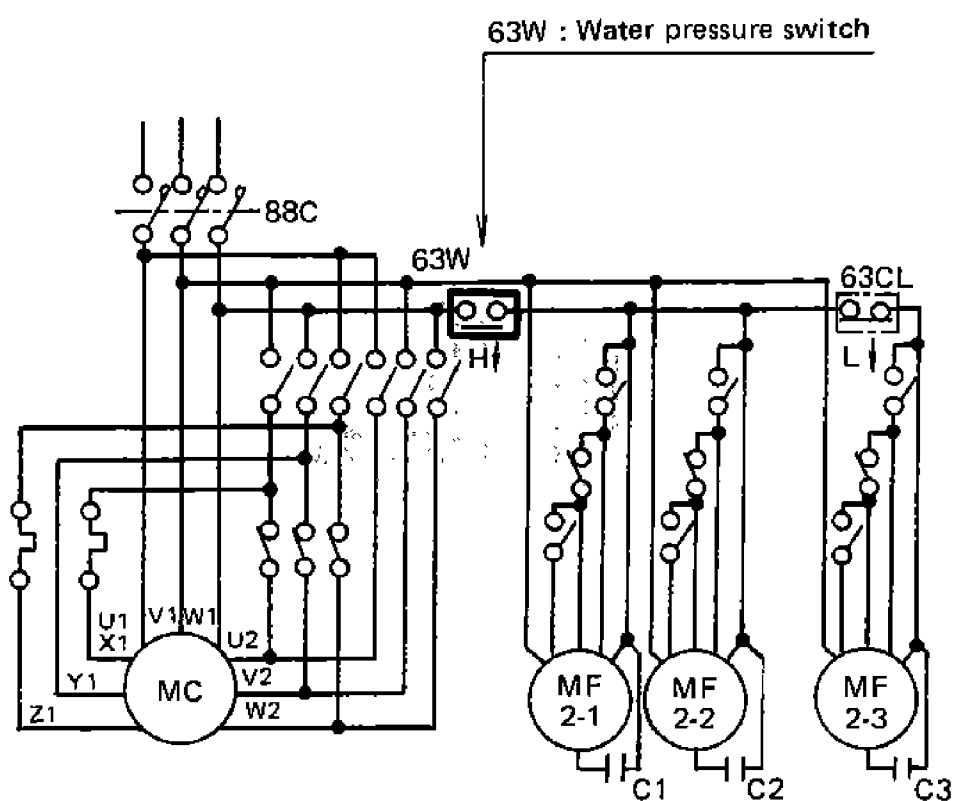 63W : Water pressure switch
88C
63W
63CL
H
L
U1
X1
V1
W1
U2
V2
W2
Y1
Z1
MC
MF
2-1
MF
2-2
MF
2-3
C1
C2
C3